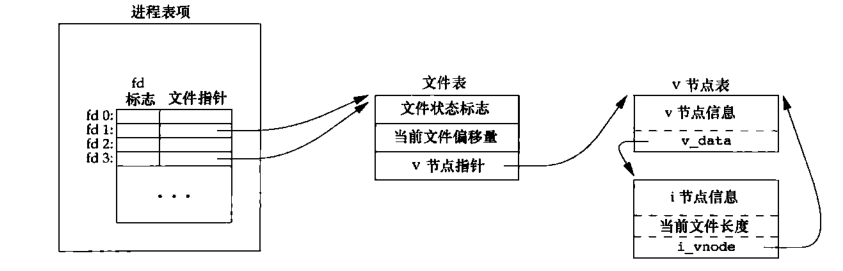 进程表项
fd
标志 文件指针
fd 0:
fd 1:
fd 2:
fd 3:
· · ·
文件表
文件状态标志
当前文件偏移量
v 节点指针
v 节点表
v 节点信息
v_data
i 节点信息
当前文件长度
i_vnode